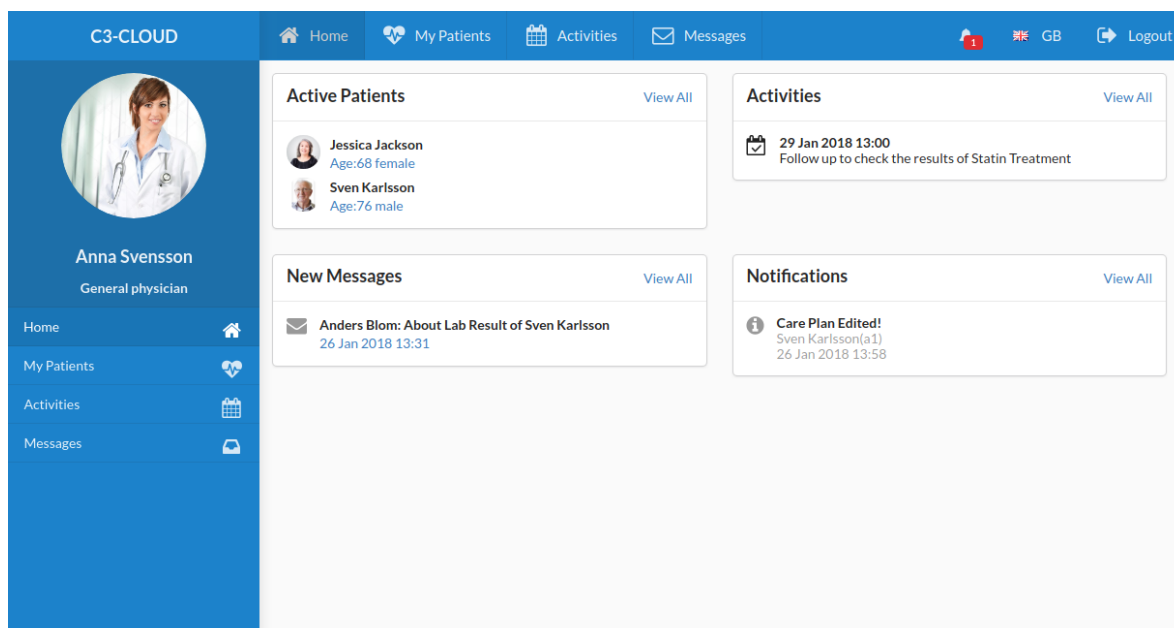 C3-CLOUD
Home
My Patients
Activities
Messages
1
GB
Logout
Anna Svensson
General physician
Home
My Patients
Activities
Messages
Active Patients
View All
Jessica Jackson
Age:68 female
Sven Karlsson
Age:76 male
Activities
View All
29 Jan 2018 13:00
Follow up to check the results of Statin Treatment
New Messages
View All
Anders Blom: About Lab Result of Sven Karlsson
26 Jan 2018 13:31
Notifications
View All
Care Plan Edited!
Sven Karlsson(a1)
26 Jan 2018 13:58